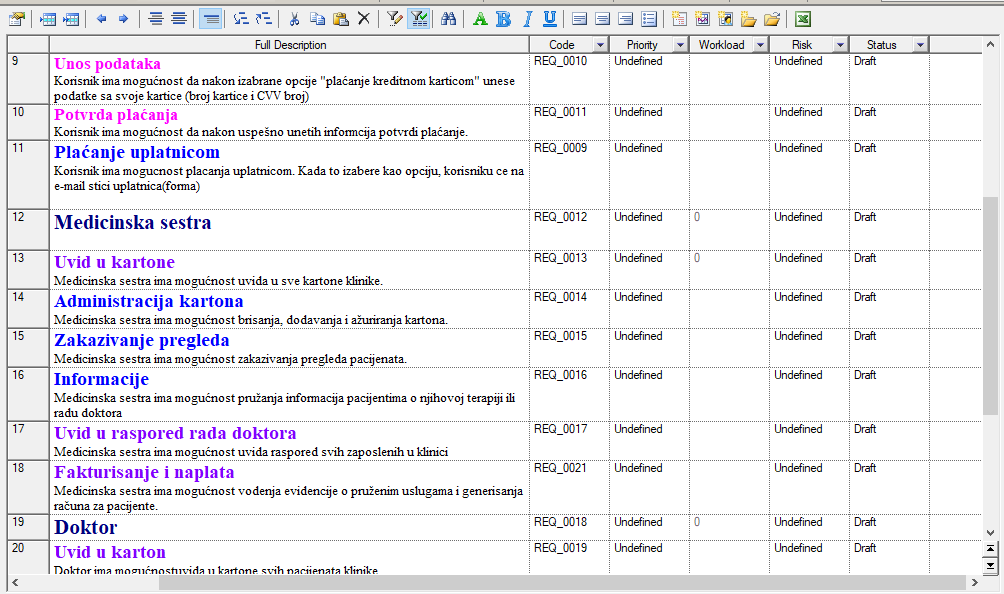 Full Description Code Priority Workload Risk Status
9 Unos podataka REQ_0010 Undefined Undefined Draft
Korisnik ima mogućnost da nakon izabrane opcije "plaćanje kreditnom karticom" unese
podatke sa svoje kartice (broj kartice i CVV broj)
10 Potvrda plaćanja REQ_0011 Undefined Undefined Draft
Korisnik ima mogućnost da nakon uspešno unetih informcija potvrdi plaćanje.
11 Plaćanje uplatnicom REQ_0009 Undefined Undefined Draft
Korisnik ima mogucnost placanja uplatnicom. Kada to izabere kao opciju, korisniku ce na
e-mail stici uplatnica(forma)
12 Medicinska sestra REQ_0012 Undefined 0 Undefined Draft
13 Uvid u kartone REQ_0013 Undefined 0 Undefined Draft
Medicinska sestra ima mogućnost uvida u sve kartone klinike.
14 Administracija kartona REQ_0014 Undefined Undefined Draft
Medicinska sestra ima mogućnost brisanja, dodavanja i ažuriranja kartona.
15 Zakazivanje pregleda REQ_0015 Undefined Undefined Draft
Medicinska sestra ima mogućnost zakazivanja pregleda pacijenata.
16 Informacije REQ_0016 Undefined Undefined Draft
Medicinska sestra ima mogućnost pružanja informacija pacijentima o njihovoj terapiji ili
radu doktora
17 Uvid u raspored rada doktora REQ_0017 Undefined Undefined Draft
Medicinska sestra ima mogućnost uvida raspored svih zaposlenih u klinici
18 Fakturisanje i naplata REQ_0021 Undefined Undefined Draft
Medicinska sestra ima mogućnost vođenja evidencije o pruženim uslugama i generisanja
računa za pacijente.
19 Doktor REQ_0018 Undefined 0 Undefined Draft
20 Uvid u karton REQ_0019 Undefined Undefined Draft
Doktor ima mogućnostuvida u kartone svih pacijenata klinike